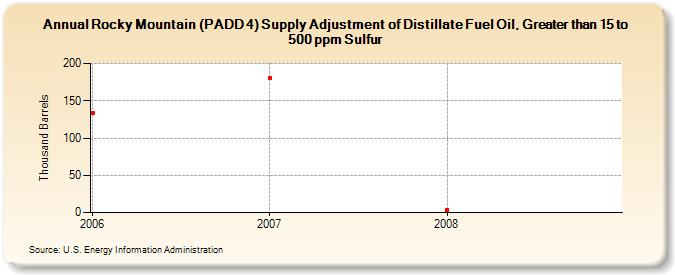 Annual Rocky Mountain (PADD 4) Supply Adjustment of Distillate Fuel Oil, Greater than 15 to
500 ppm Sulfur
Thousand Barrels
200
150
100
50
0
2006
2007
2008
Source: U.S. Energy Information Administration